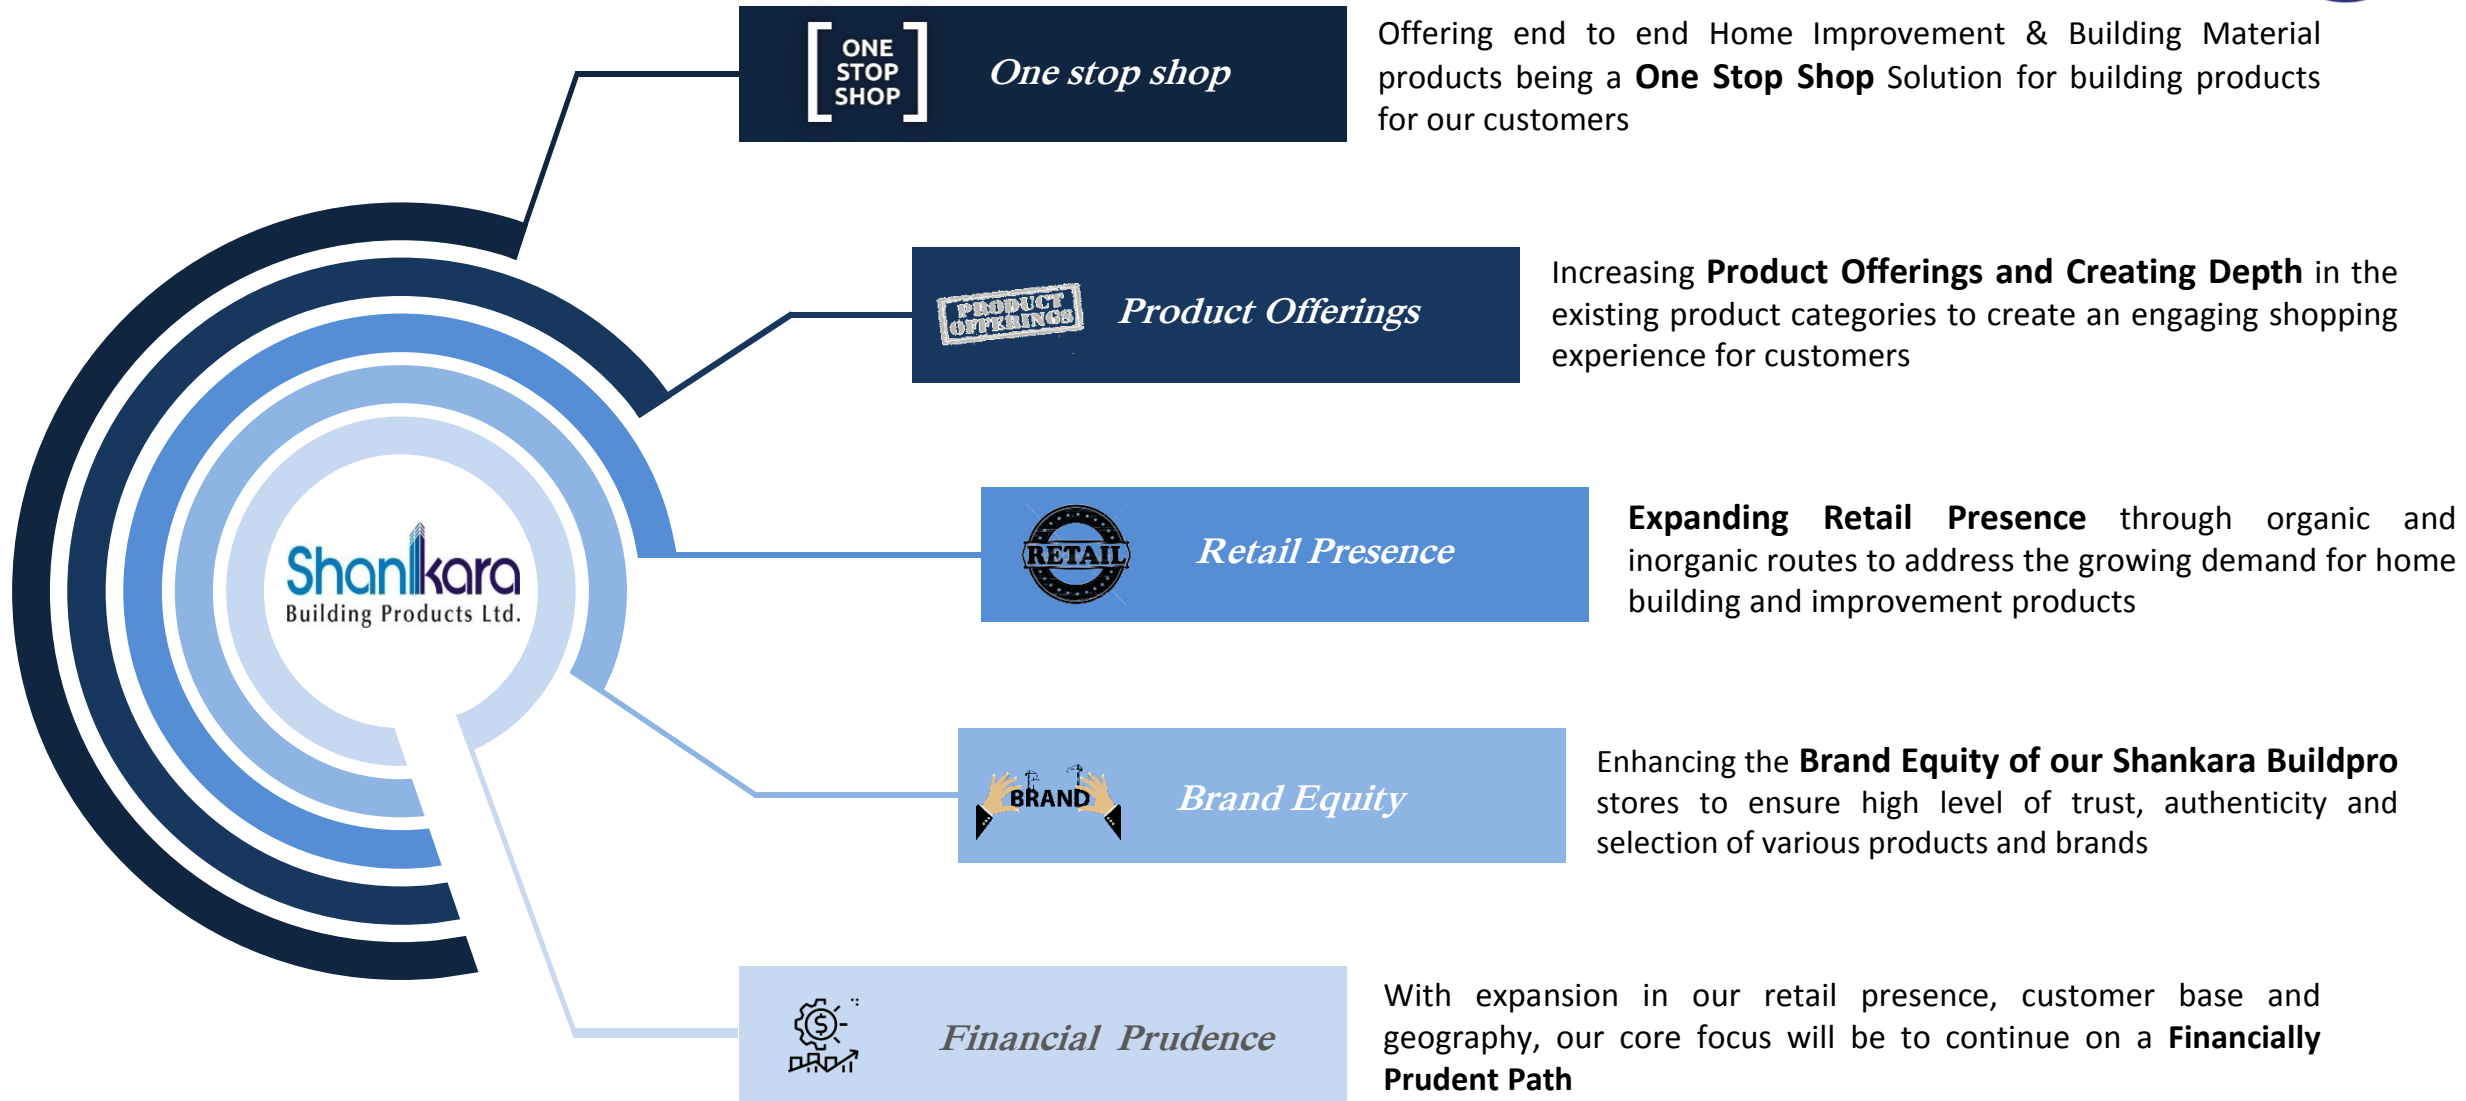 ONE
STOP
SHOP
One stop shop
Offering end to end Home Improvement & Building Material
products being a One Stop Shop Solution for building products
for our customers
PRODUCT
OFFERINGS
Product Offerings
Increasing Product Offerings and Creating Depth in the
existing product categories to create an engaging shopping
experience for customers
Shankara
Building Products Ltd.
RETAIL
Retail Presence
Expanding Retail Presence through organic and
inorganic routes to address the growing demand for home
building and improvement products
BRAND
Brand Equity
Enhancing the Brand Equity of our Shankara Buildpro
stores to ensure high level of trust, authenticity and
selection of various products and brands
$
Financial Prudence
With expansion in our retail presence, customer base and
geography, our core focus will be to continue on a Financially
Prudent Path